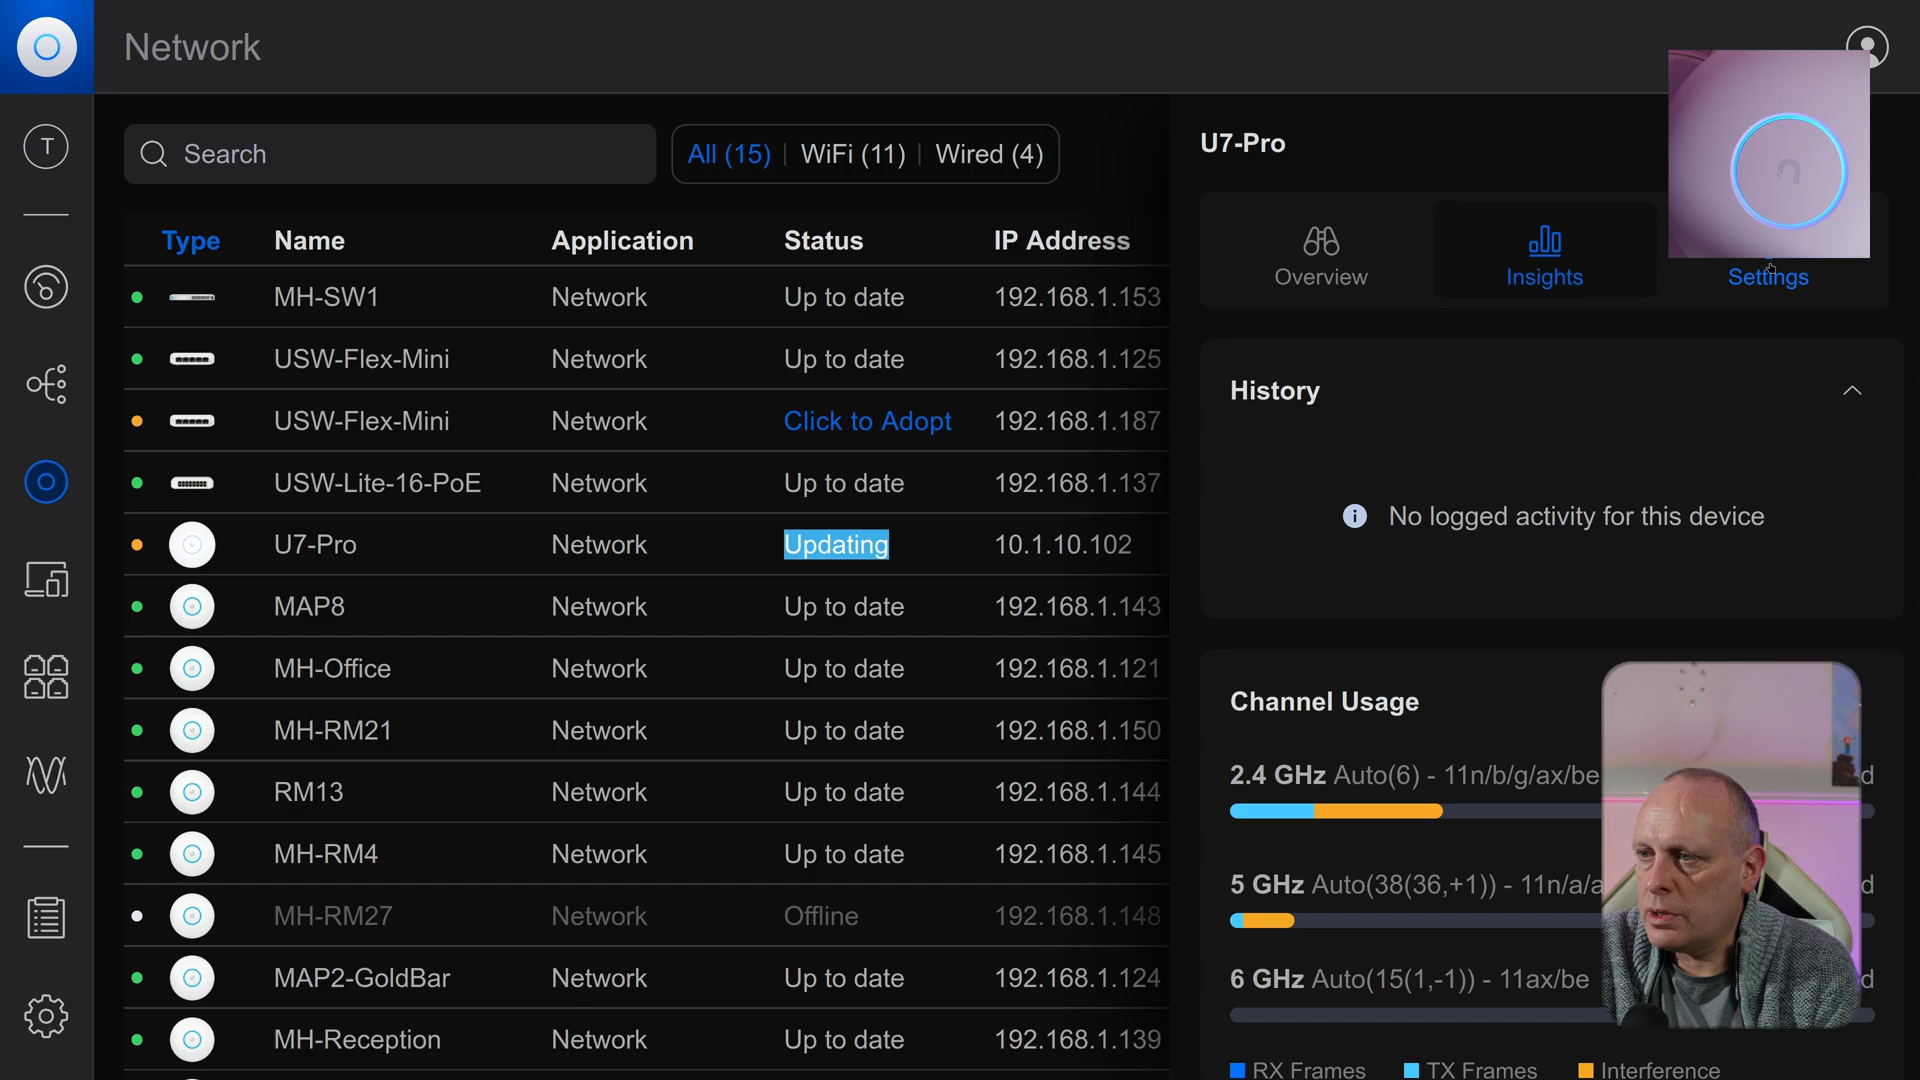 Network
T
Search
All (15) | WiFi (11) | Wired (4)
U7-Pro
Overview
Insights
Settings
Type Name Application Status IP Address
MH-SW1 Network Up to date 192.168.1.153
USW-Flex-Mini Network Up to date 192.168.1.125
USW-Flex-Mini Network Click to Adopt 192.168.1.187
USW-Lite-16-PoE Network Up to date 192.168.1.137
U7-Pro Network Updating 10.1.10.102
MAP8 Network Up to date 192.168.1.143
MH-Office Network Up to date 192.168.1.121
MH-RM21 Network Up to date 192.168.1.150
RM13 Network Up to date 192.168.1.144
MH-RM4 Network Up to date 192.168.1.145
MH-RM27 Network Offline 192.168.1.148
MAP2-GoldBar Network Up to date 192.168.1.124
MH-Reception Network Up to date 192.168.1.139
History
No logged activity for this device
Channel Usage
2.4 GHz Auto(6) - 11n/b/g/ax/be
5 GHz Auto(38(36,+1)) - 11n/a/a
6 GHz Auto(15(1,-1)) - 11ax/be
RX Frames TX Frames Interference